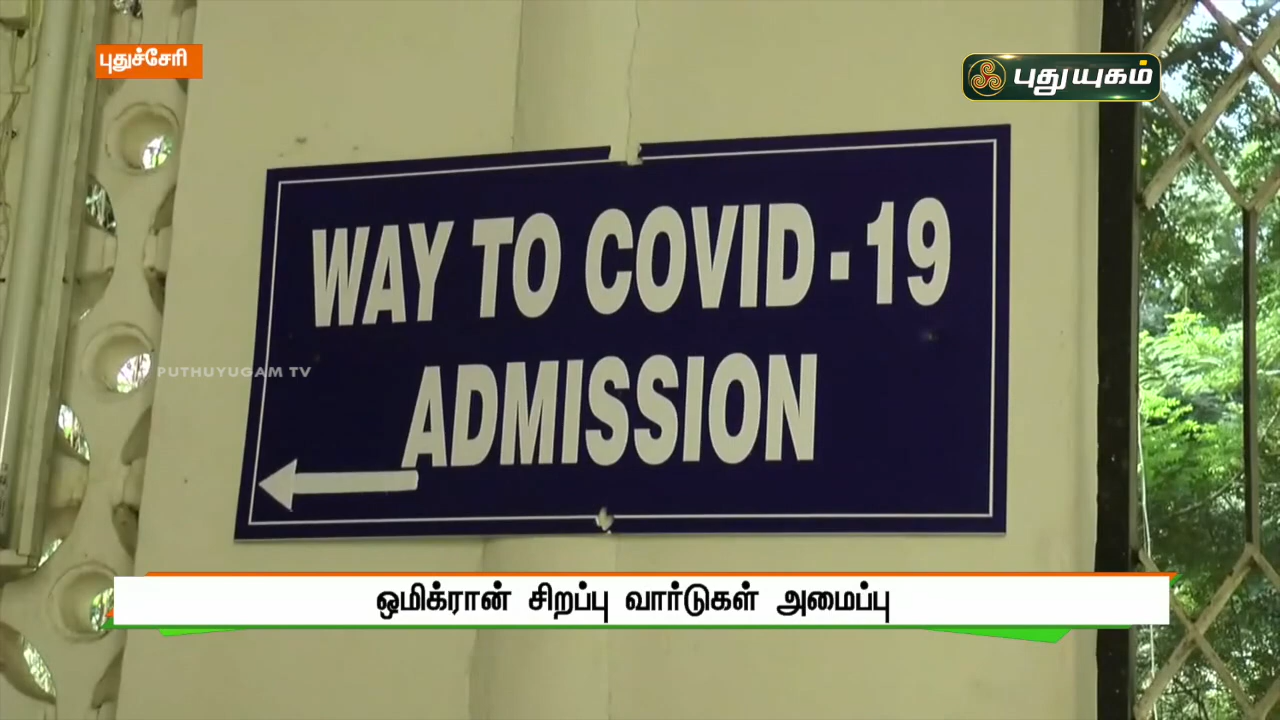 புதுச்சேரி
புதுயுகம்
WAY TO COVID-19
ADMISSION
PUTHUYUGAM TV
ஒமிக்ரான் சிறப்பு வார்டுகள் அமைப்பு